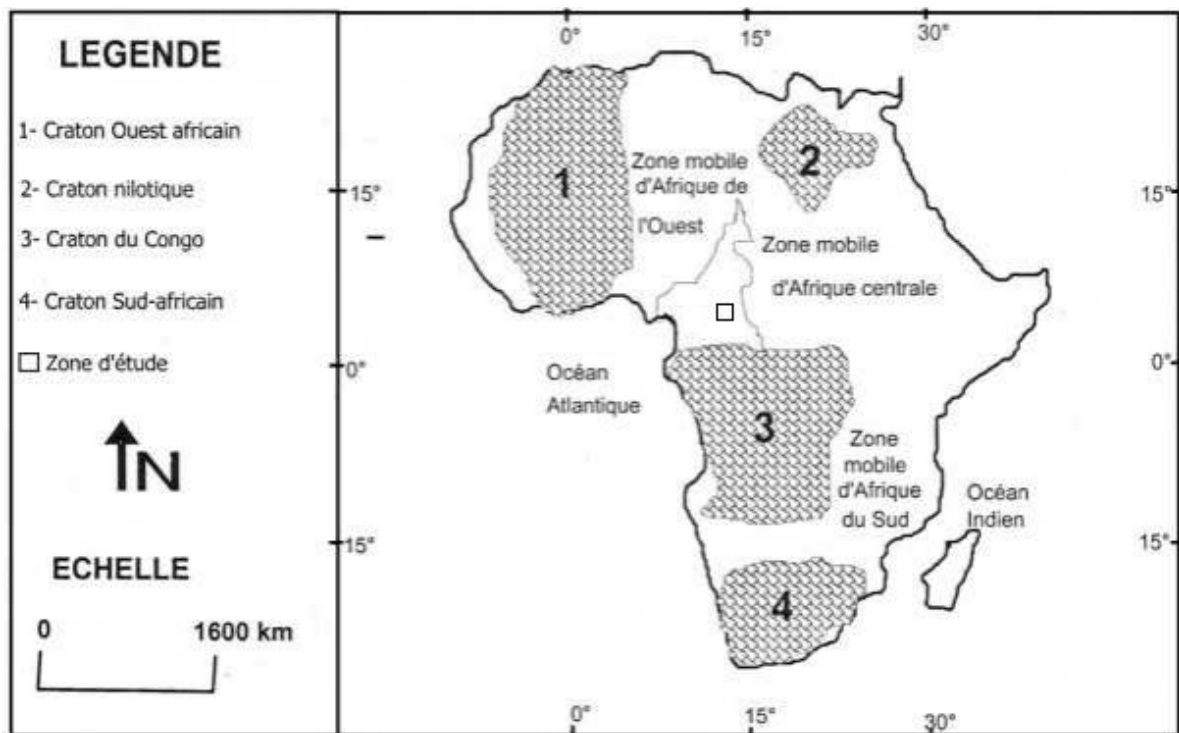 LEGENDE
1- Craton Ouest africain
2- Craton nilotique
3- Craton du Congo
4- Craton Sud-africain
Zone d'étude
N
ECHELLE
0
1600 km
0°
15°
30°
15°
15°
0°
0°
15°
15°
0°
15°
30°
1
2
3
4
Zone mobile
d'Afrique de
l'Ouest
Zone mobile
d'Afrique centrale
Océan
Atlantique
Zone
mobile
d'Afrique
du Sud
Océan
Indien